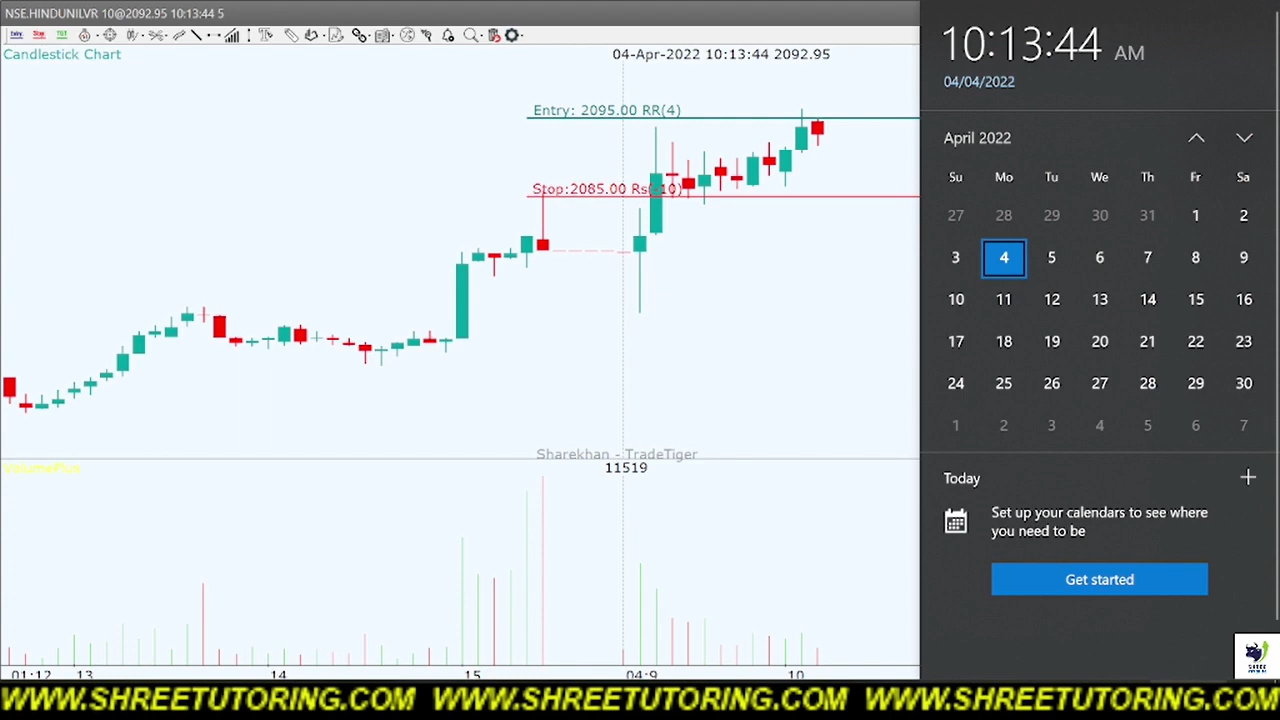 NSE.HINDUNILVR 10@2092.95 10:13:44 5
Candlestick Chart
04-Apr-2022 10:13:44 2092.95
Entry: 2095.00 RR(4)
Stop:2085.00 Rs(-10)
Sharekhan - TradeTiger
VolumePlus
11519
01:12 13 14 15 04:9 10
10:13:44 AM
04/04/2022
April 2022
Su Mo Tu We Th Fr Sa
27 28 29 30 31 1 2
3 4 5 6 7 8 9
10 11 12 13 14 15 16
17 18 19 20 21 22 23
24 25 26 27 28 29 30
1 2 3 4 5 6 7
Today
Set up your calendars to see where
you need to be
Get started
WWW.SHREETUTORING.COM WWW.SHREETUTORING.COM WWW.SHREETUTORING.COM